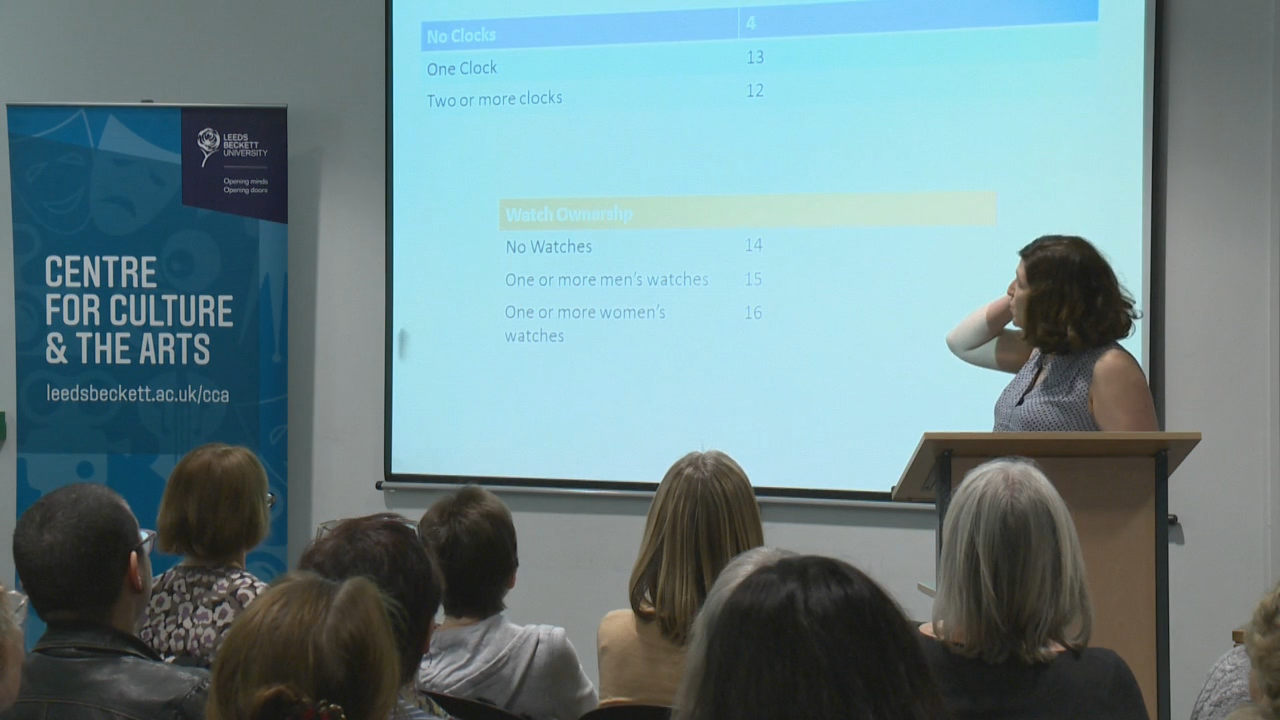 No Clocks 4
One Clock 13
Two or more clocks 12
Watch Ownershp
No Watches 14
One or more men's watches 15
One or more women's 16
watches
LEEDS
BECKETT
UNIVERSITY
Opening minds
Opening doors
CENTRE
FOR CULTURE
& THE ARTS
leedsbeckett.ac.uk/cca